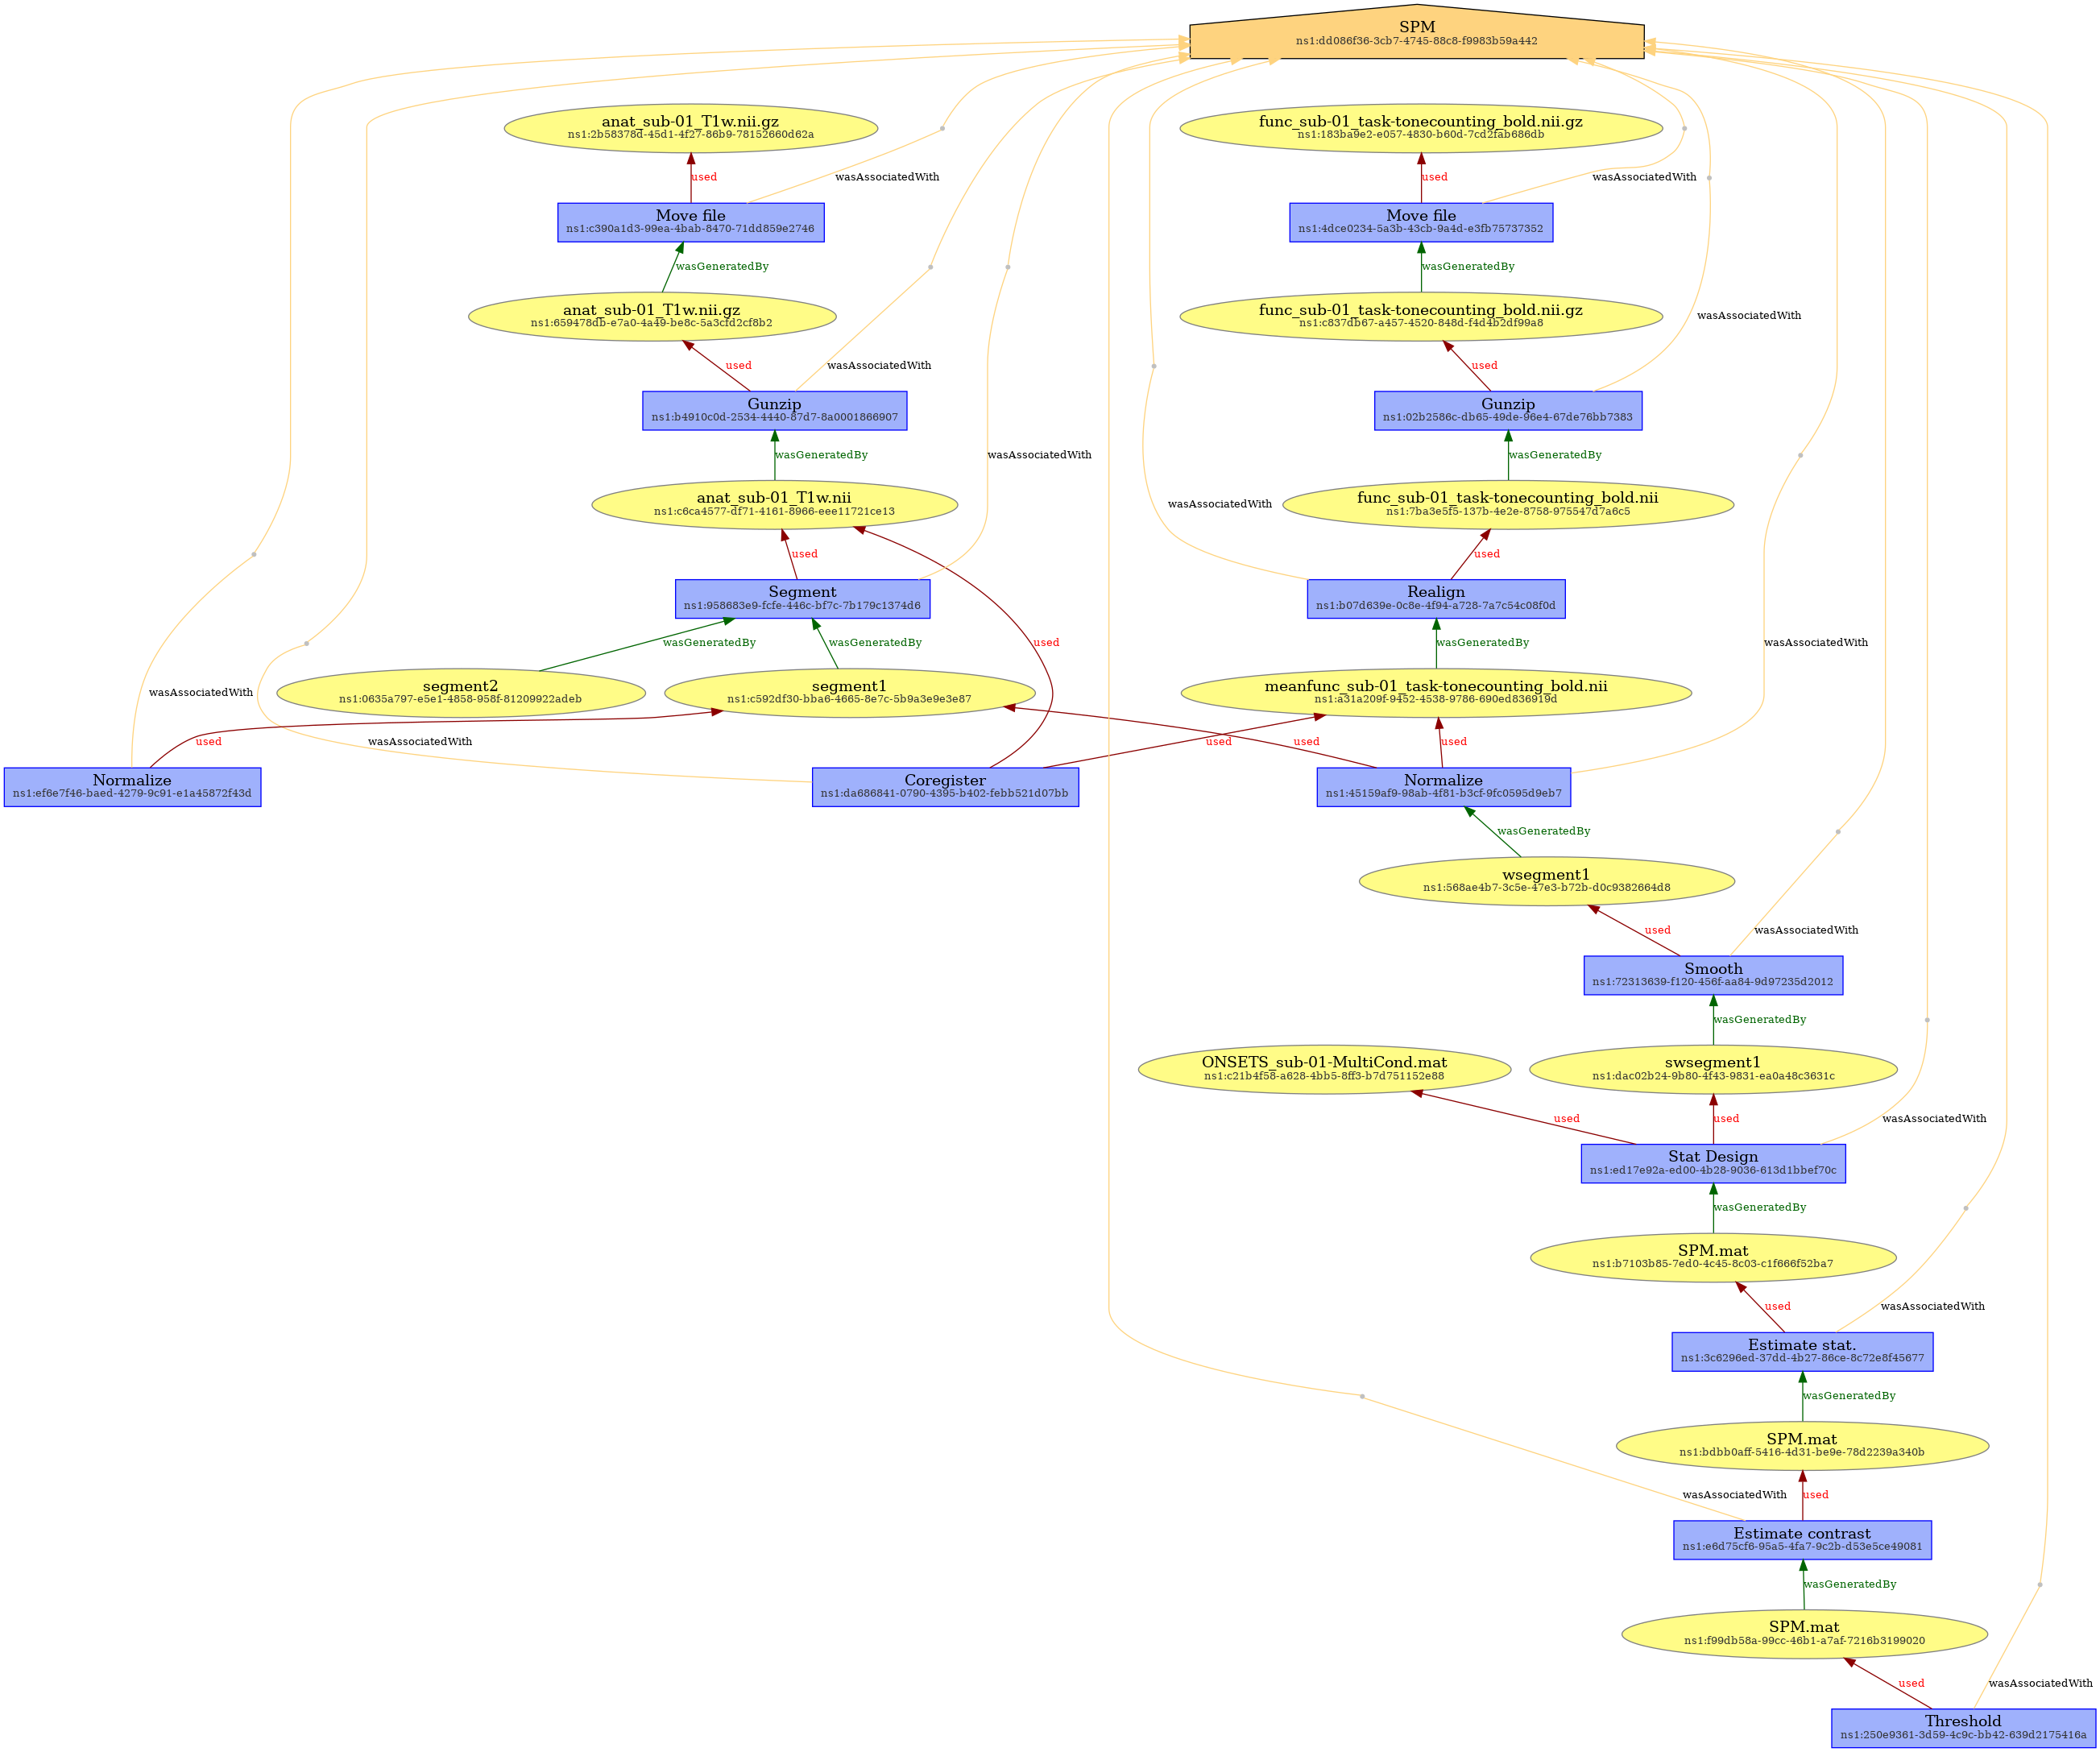 SPM
ns1:dd086f36-3cb7-4745-88c8-f9983b59a442
anat_sub-01_T1w.nii.gz
ns1:2b58378d-45d1-4f27-86b9-78152660d62a
func_sub-01_task-tonecounting_bold.nii.gz
ns1:183ba9e2-e057-4830-b60d-7cd2fab686db
used
wasAssociatedWith
used
wasAssociatedWith
Move file
ns1:c390a1d3-99ea-4bab-8470-71dd859e2746
Move file
ns1:4dce0234-5a3b-43cb-9a4d-e3fb75737352
wasGeneratedBy
wasGeneratedBy
anat_sub-01_T1w.nii.gz
ns1:659478db-e7a0-4a49-be8c-5a3cfd2cf8b2
func_sub-01_task-tonecounting_bold.nii.gz
ns1:c837db67-a457-4520-848d-f4d4b2df99a8
wasAssociatedWith
used
wasAssociatedWith
used
Gunzip
ns1:b4910c0d-2534-4440-87d7-8a0001866907
Gunzip
ns1:02b2586c-db65-49de-96e4-67de76bb7383
wasGeneratedBy
wasAssociatedWith
wasGeneratedBy
anat_sub-01_T1w.nii
ns1:c6ca4577-df71-4161-8966-eee11721ce13
wasAssociatedWith
func_sub-01_task-tonecounting_bold.nii
ns1:7ba3e5f5-137b-4e2e-8758-975547d7a6c5
used
used
Segment
ns1:958683e9-fcfe-446c-bf7c-7b179c1374d6
Realign
ns1:b07d639e-0c8e-4f94-a728-7a7c54c08f0d
wasGeneratedBy
wasGeneratedBy
used
wasGeneratedBy
wasAssociatedWith
wasAssociatedWith
segment2
ns1:0635a797-e5e1-4858-958f-81209922adeb
segment1
ns1:c592df30-bba6-4665-8e7c-5b9a3e9e3e87
meanfunc_sub-01_task-tonecounting_bold.nii
ns1:a31a209f-9452-4538-9786-690ed836919d
used
wasAssociatedWith
used
used
used
Normalize
ns1:ef6e7f46-baed-4279-9c91-e1a45872f43d
Coregister
ns1:da686841-0790-4395-b402-febb521d07bb
Normalize
ns1:45159af9-98ab-4f81-b3cf-9fc0595d9eb7
wasGeneratedBy
wsegment1
ns1:568ae4b7-3c5e-47e3-b72b-d0c9382664d8
used
wasAssociatedWith
Smooth
ns1:72313639-f120-456f-aa84-9d97235d2012
wasGeneratedBy
ONSETS_sub-01-MultiCond.mat
ns1:c21b4f58-a628-4bb5-8ff3-b7d751152e88
swsegment1
ns1:dac02b24-9b80-4f43-9831-ea0a48c3631c
used
used
wasAssociatedWith
Stat Design
ns1:ed17e92a-ed00-4b28-9036-613d1bbef70c
wasGeneratedBy
SPM.mat
ns1:b7103b85-7ed0-4c45-8c03-c1f666f52ba7
used
wasAssociatedWith
Estimate stat.
ns1:3c6296ed-37dd-4b27-86ce-8c72e8f45677
wasGeneratedBy
SPM.mat
ns1:bdbb0aff-5416-4d31-be9e-78d2239a340b
wasAssociatedWith
used
Estimate contrast
ns1:e6d75cf6-95a5-4fa7-9c2b-d53e5ce49081
wasGeneratedBy
SPM.mat
ns1:f99db58a-99cc-46b1-a7af-7216b3199020
used
wasAssociatedWith
Threshold
ns1:250e9361-3d59-4c9c-bb42-639d2175416a